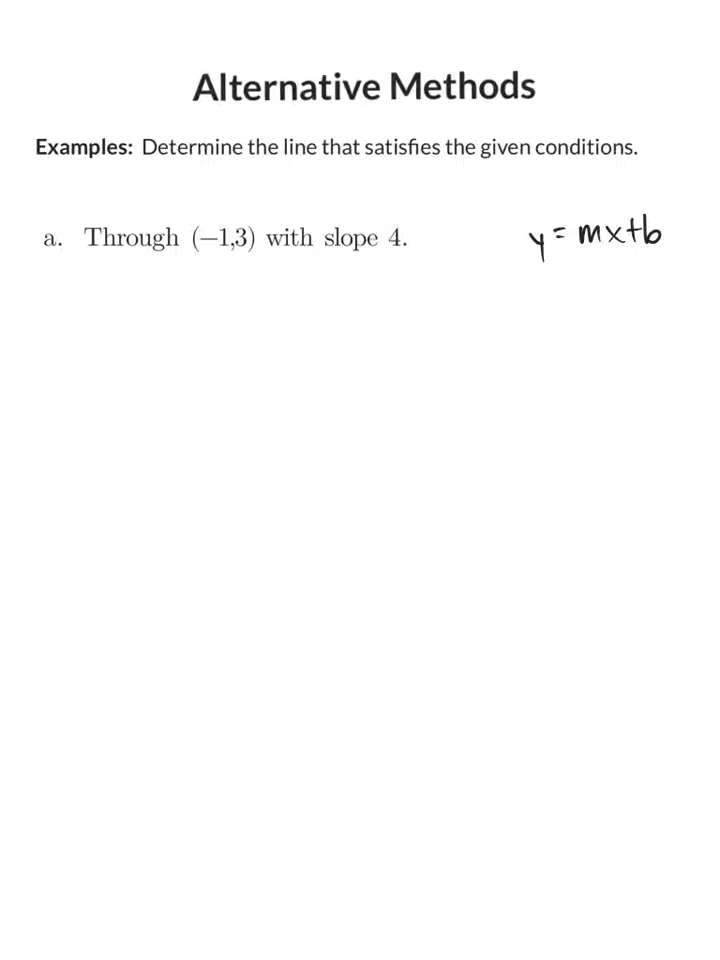 Alternative Methods
Examples: Determine the line that satisfies the given conditions.
a. Through (−1,3) with slope 4.
y = mx+b